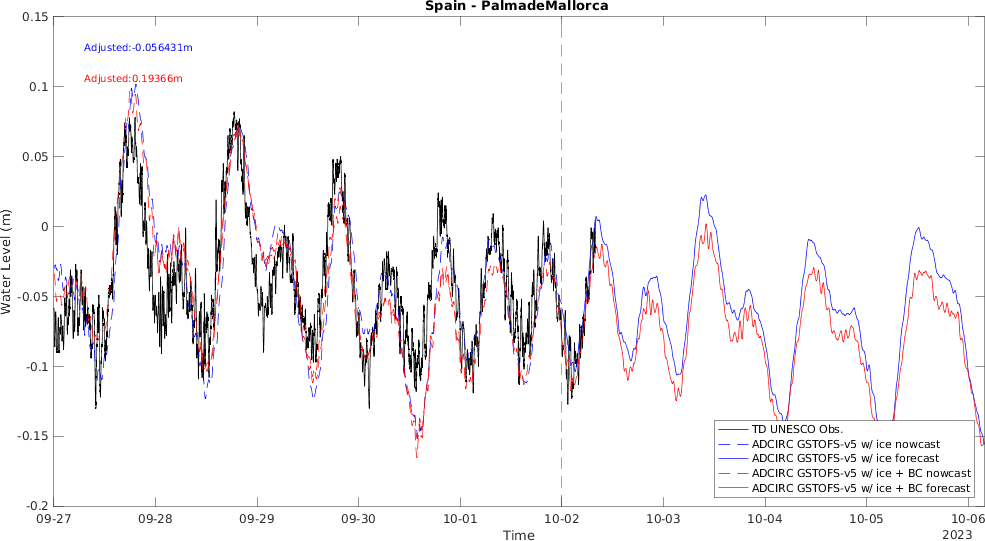 Spain - PalmadeMallorca
0.15
0.1
0.05
0
-0.05
-0.1
-0.15
-0.2
Water Level (m)
Adjusted:-0.056431m
Adjusted:0.19366m
TD UNESCO Obs.
ADCIRC GSTOFS-v5 w/ ice nowcast
ADCIRC GSTOFS-v5 w/ ice forecast
ADCIRC GSTOFS-v5 w/ ice + BC nowcast
ADCIRC GSTOFS-v5 w/ ice + BC forecast
09-27 09-28 09-29 09-30 10-01 10-02 10-03 10-04 10-05 10-06
Time
2023